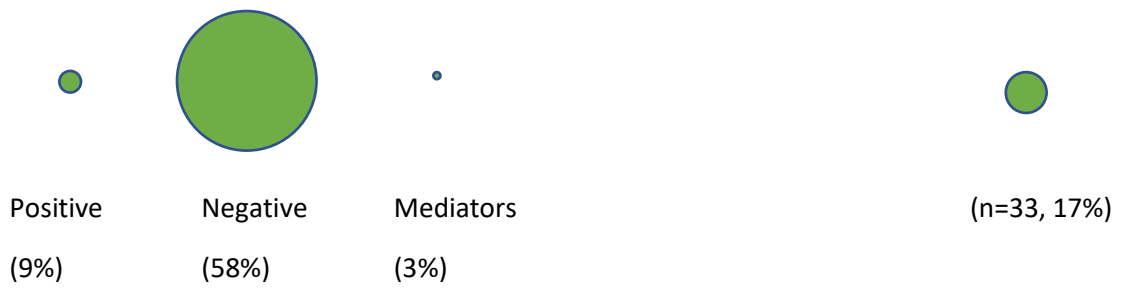 Positive Negative Mediators (n=33, 17%)
(9%) (58%) (3%)